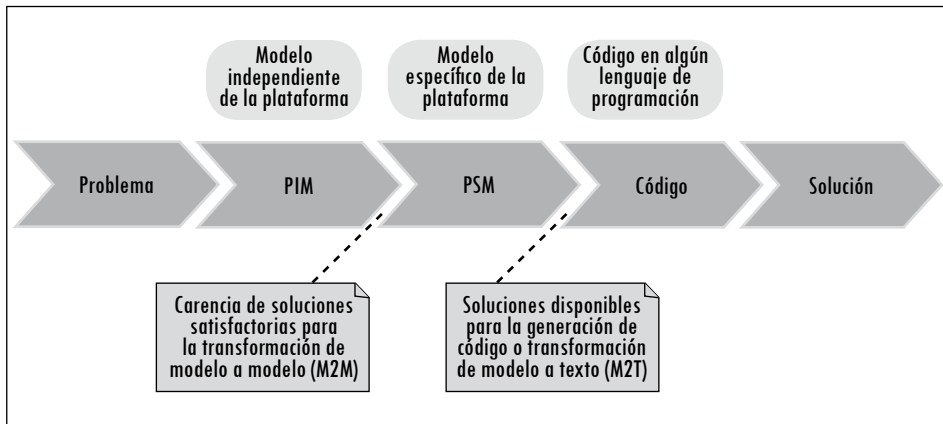 Modelo
independiente
de la plataforma
Modelo
específico de la
plataforma
Código en algún
lenguaje de
programación
Problema
PIM
PSM
Código
Solución
Carencia de soluciones
satisfactorias para
la transformación de
modelo a modelo (M2M)
Soluciones disponibles
para la generación de
código o transformación
de modelo a texto (M2T)